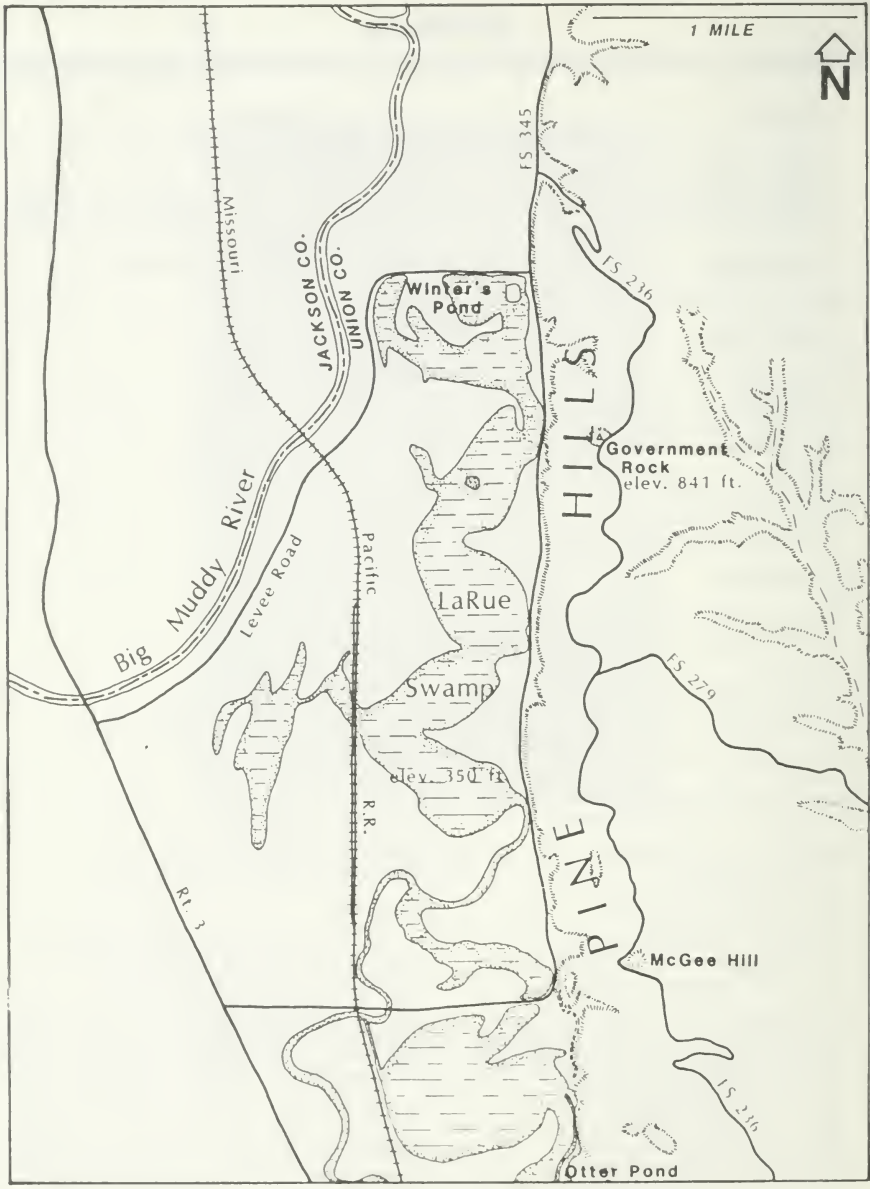 1 MILE
N
FS 345
Missouri
JACKSON CO.
UNION CO.
Winter's
Pond
FS 236
HILLS
Government
Rock
elev. 841 ft.
Big Muddy River
Levee Road
Pacific
LaRue
Swamp
FS 279
elev. 350 ft.
R.R.
PINE
Rt. 3
McGee Hill
FS 236
Otter Pond